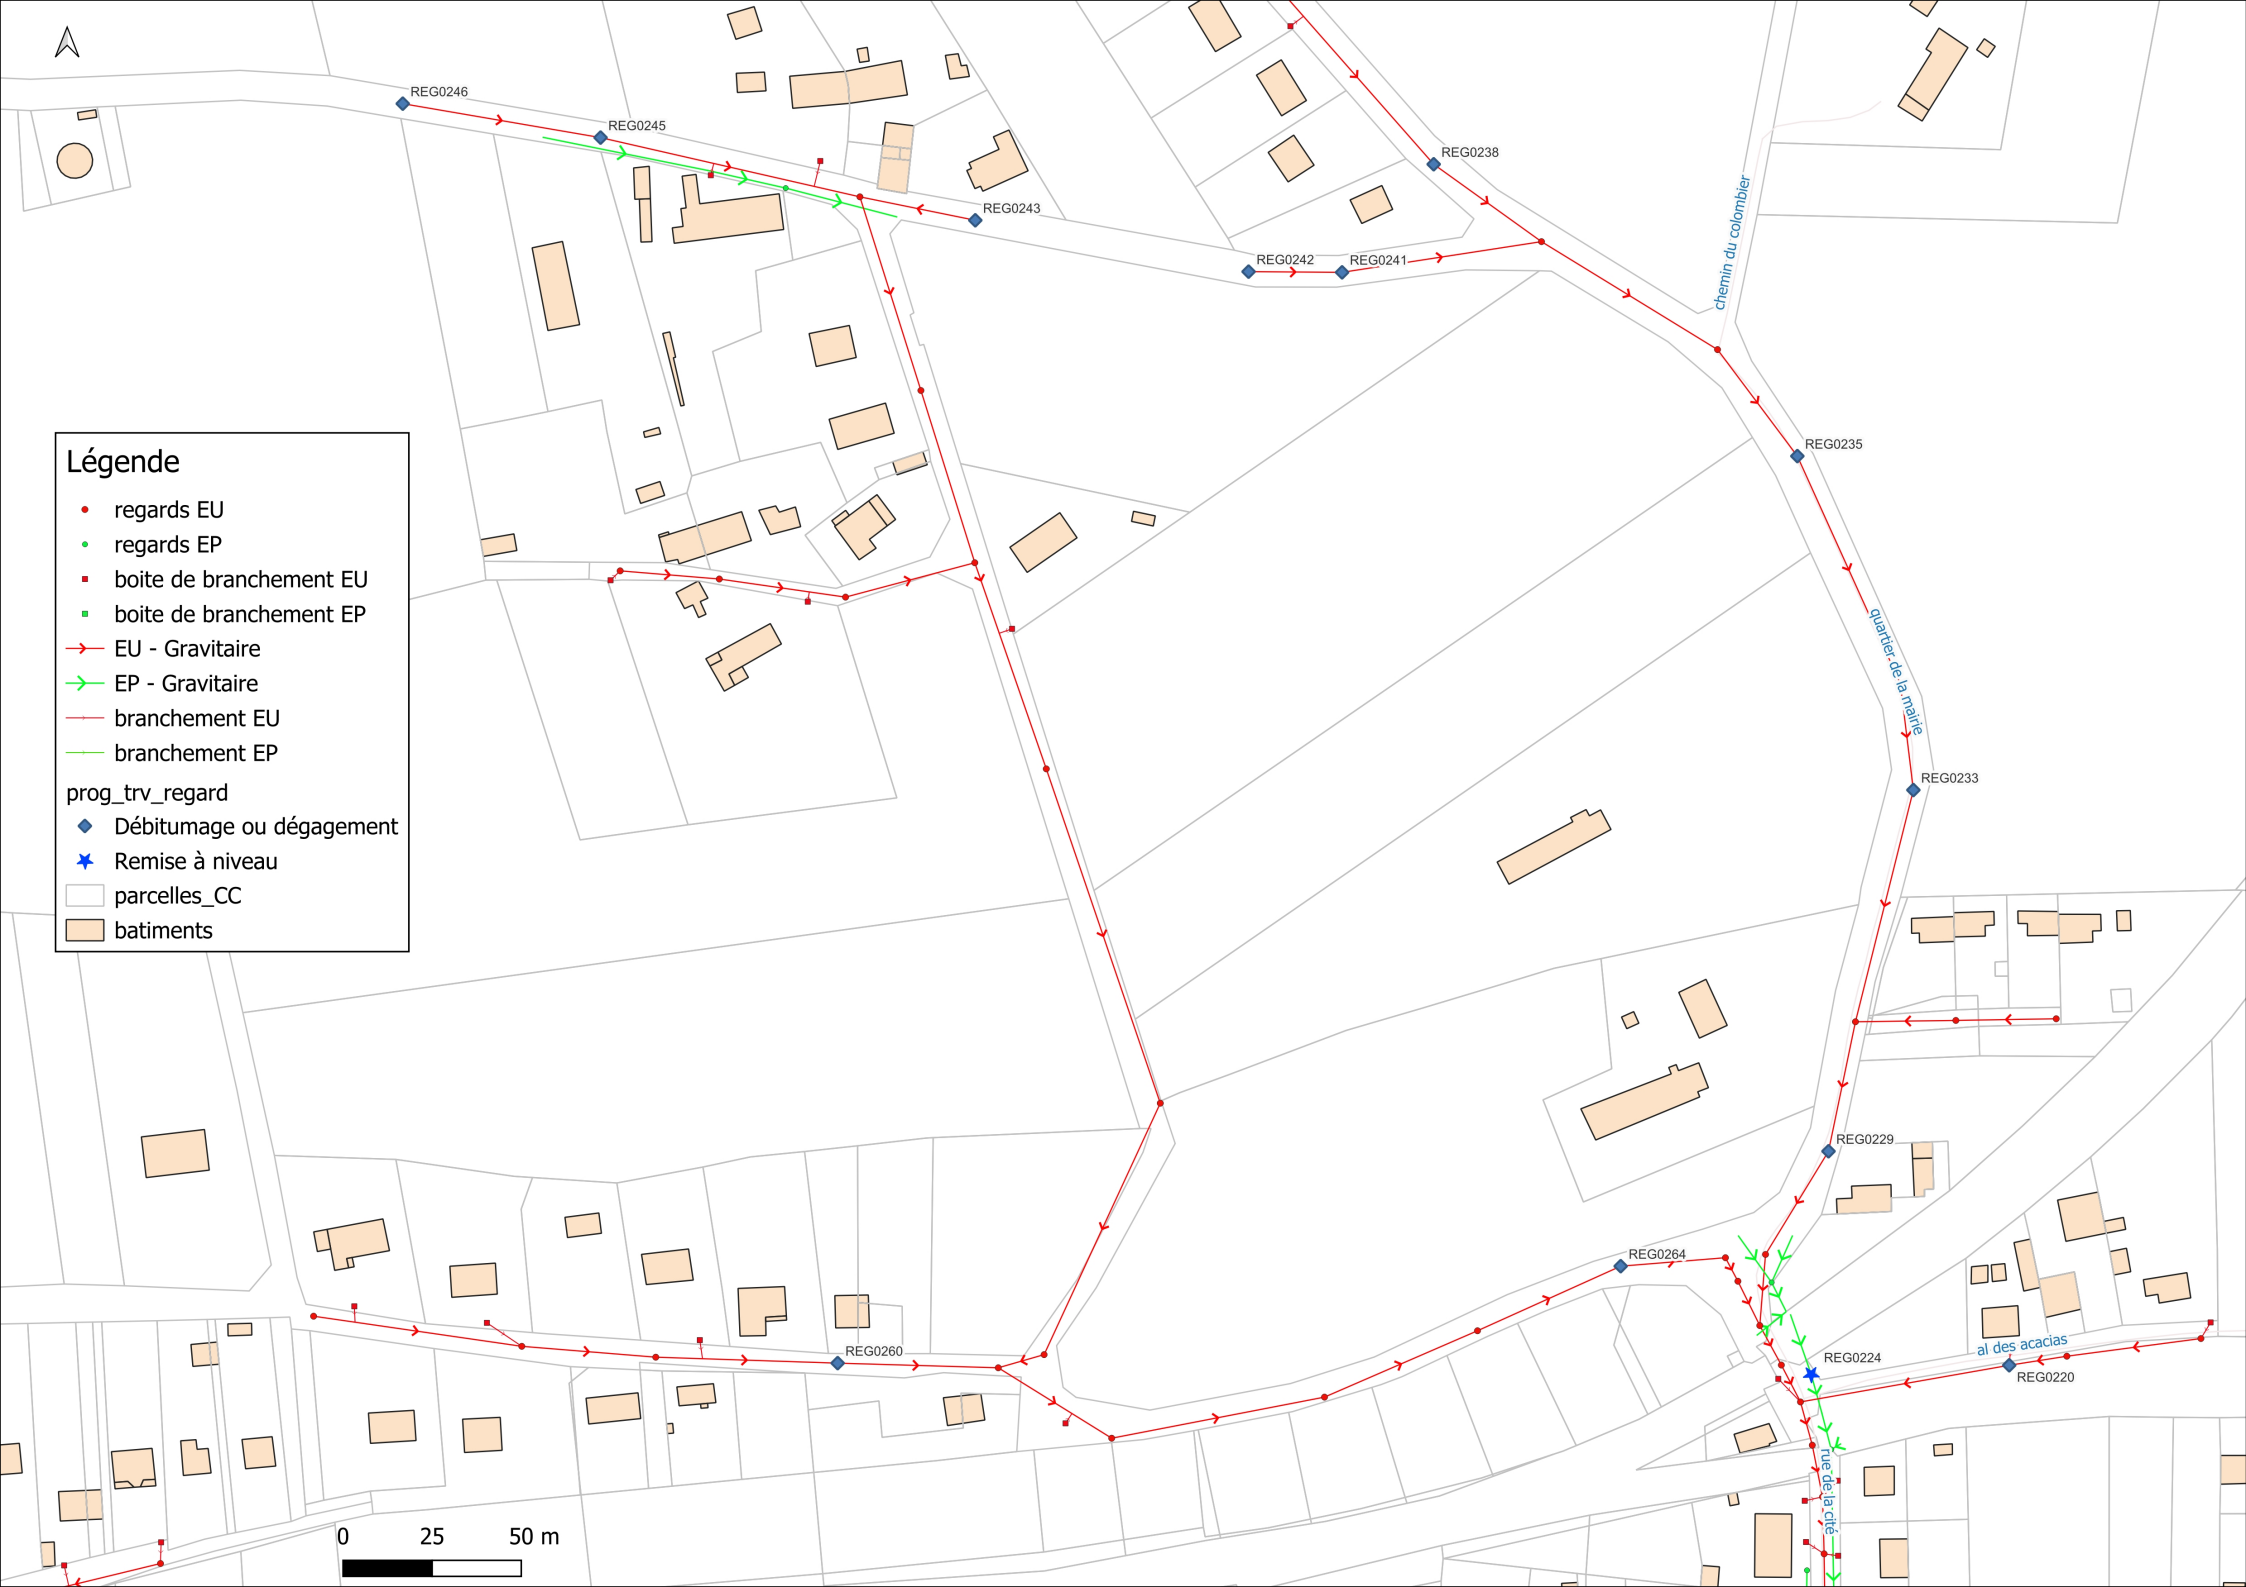 REG0246
REG0245
REG0238
REG0243
REG0242
REG0241
chemin du colombier
REG0235
Légende
regards EU
regards EP
boite de branchement EU
boite de branchement EP
EU - Gravitaire
EP - Gravitaire
branchement EU
branchement EP
prog_trv_regard
Débitumage ou dégagement
Remise à niveau
parcelles_CC
batiments
quartier de la mairie
REG0233
REG0229
REG0264
REG0260
al des acacias
REG0224
REG0220
rue de la cité
0 25 50 m